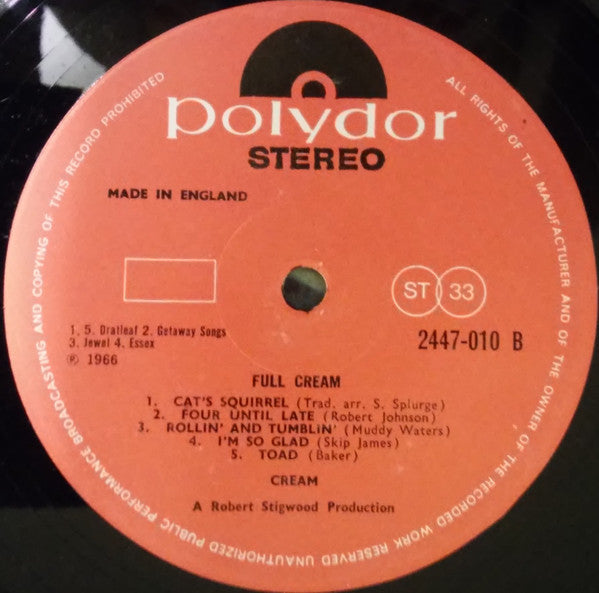 polydor
STEREO
MADE IN ENGLAND
ST 33
1. 5. Dratleaf 2. Getaway Songs
3. Jewel 4. Essex
℗ 1966
2447-010 B
FULL CREAM
1. CAT'S SQUIRREL (Trad. arr. S. Splurge)
2. FOUR UNTIL LATE (Robert Johnson)
3. ROLLIN' AND TUMBLIN' (Muddy Waters)
4. I'M SO GLAD (Skip James)
5. TOAD (Baker)
CREAM
A Robert Stigwood Production
ALL RIGHTS OF THE MANUFACTURER AND OF THE OWNER OF THE RECORDED WORK RESERVED UNAUTHORIZED PUBLIC PERFORMANCE BROADCASTING AND COPYING OF THIS RECORD PROHIBITED